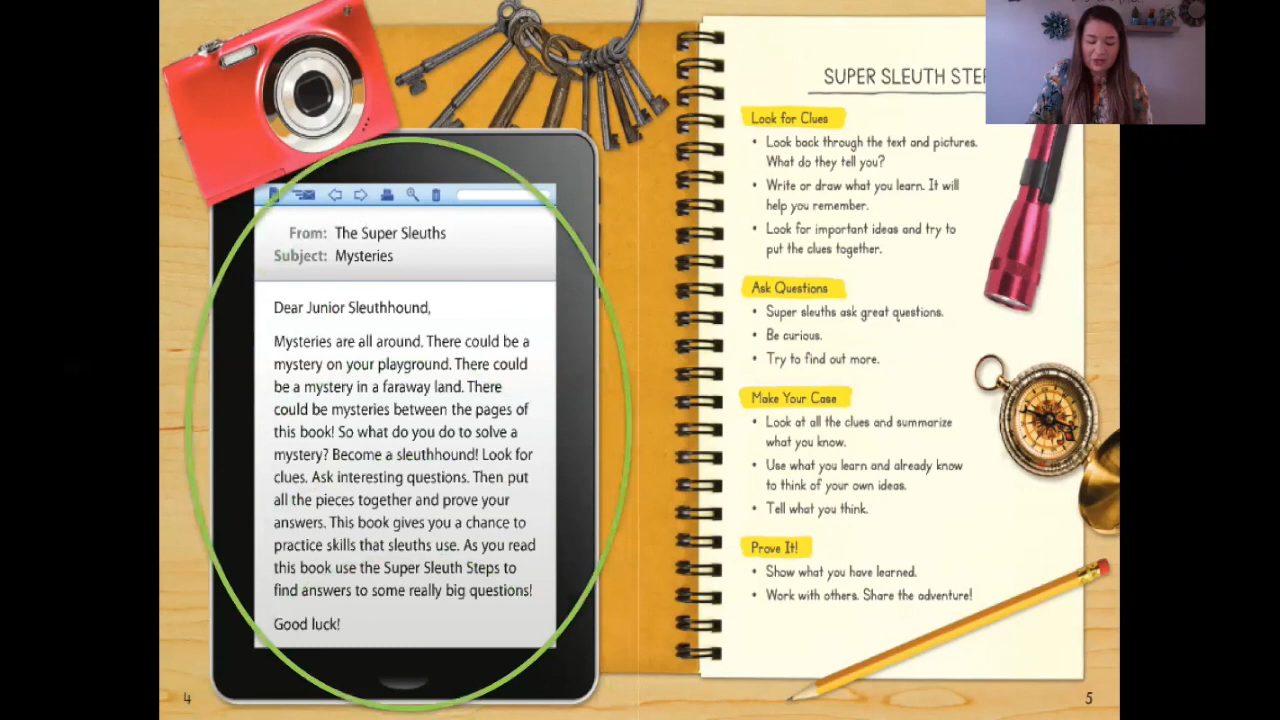 From: The Super Sleuths
Subject: Mysteries
Dear Junior Sleuthhound,
Mysteries are all around. There could be a
mystery on your playground. There could
be a mystery in a faraway land. There
could be mysteries between the pages of
this book! So what do you do to solve a
mystery? Become a sleuthhound! Look for
clues. Ask interesting questions. Then put
all the pieces together and prove your
answers. This book gives you a chance to
practice skills that sleuths use. As you read
this book use the Super Sleuth Steps to
find answers to some really big questions!
Good luck!
4
SUPER SLEUTH
Look for Clues
• Look back through the text and pictures.
What do they tell you?
• Write or draw what you learn. It will
help you remember.
• Look for important ideas and try to
put the clues together.
Ask Questions
• Super sleuths ask great questions.
• Be curious.
• Try to find out more.
Make Your Case
• Look at all the clues and summarize
what you know.
• Use what you learn and already know
to think of your own ideas.
• Tell what you think.
Prove It!
• Show what you have learned.
• Work with others. Share the adventure!
5